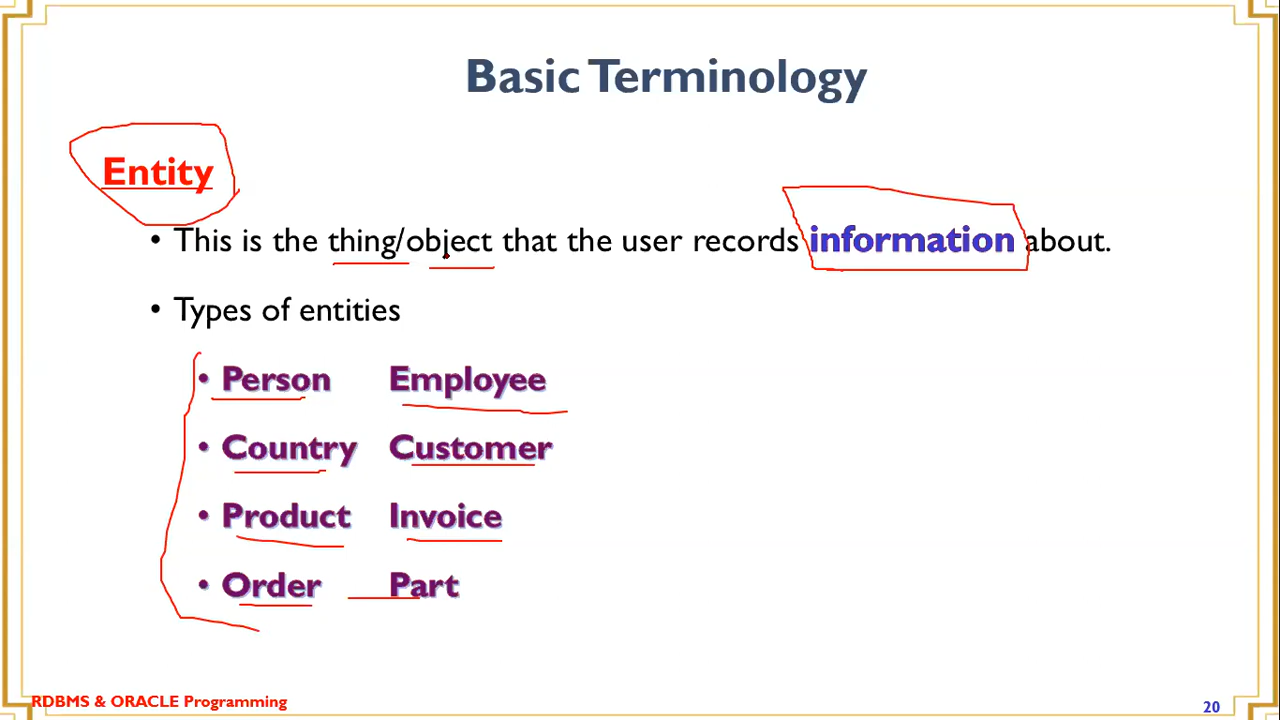 Basic Terminology
Entity
• This is the thing/object that the user records information about.
• Types of entities
• Person Employee
• Country Customer
• Product Invoice
• Order Part
RDBMS & ORACLE Programming
20